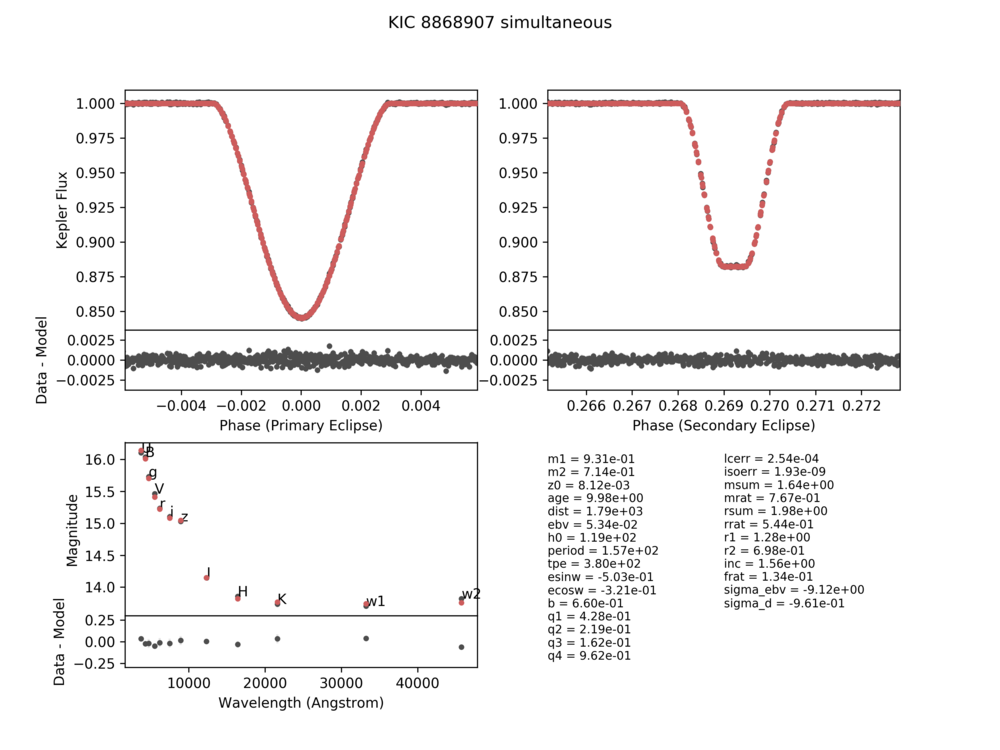 KIC 8868907 simultaneous
1.000
0.975
0.950
0.925
0.900
0.875
0.850
Kepler Flux
0.0025
0.0000
−0.0025
Data - Model
−0.004 −0.002 0.000 0.002 0.004
Phase (Primary Eclipse)
1.000
0.975
0.950
0.925
0.900
0.875
0.850
0.0025
0.0000
−0.0025
0.266 0.267 0.268 0.269 0.270 0.271 0.272
Phase (Secondary Eclipse)
16.0
15.5
15.0
14.5
14.0
Magnitude
B
g
V
r
i
z
J
H
K
w1
w2
0.25
0.00
−0.25
Data - Model
10000 20000 30000 40000
Wavelength (Angstrom)
m1 = 9.31e-01
m2 = 7.14e-01
z0 = 8.12e-03
age = 9.98e+00
dist = 1.79e+03
ebv = 5.34e-02
h0 = 1.19e+02
period = 1.57e+02
tpe = 3.80e+02
esinw = -5.03e-01
ecosw = -3.21e-01
b = 6.60e-01
q1 = 4.28e-01
q2 = 2.19e-01
q3 = 1.62e-01
q4 = 9.62e-01
lcerr = 2.54e-04
isoerr = 1.93e-09
msum = 1.64e+00
mrat = 7.67e-01
rsum = 1.98e+00
rrat = 5.44e-01
r1 = 1.28e+00
r2 = 6.98e-01
inc = 1.56e+00
frat = 1.34e-01
sigma_ebv = -9.12e+00
sigma_d = -9.61e-01